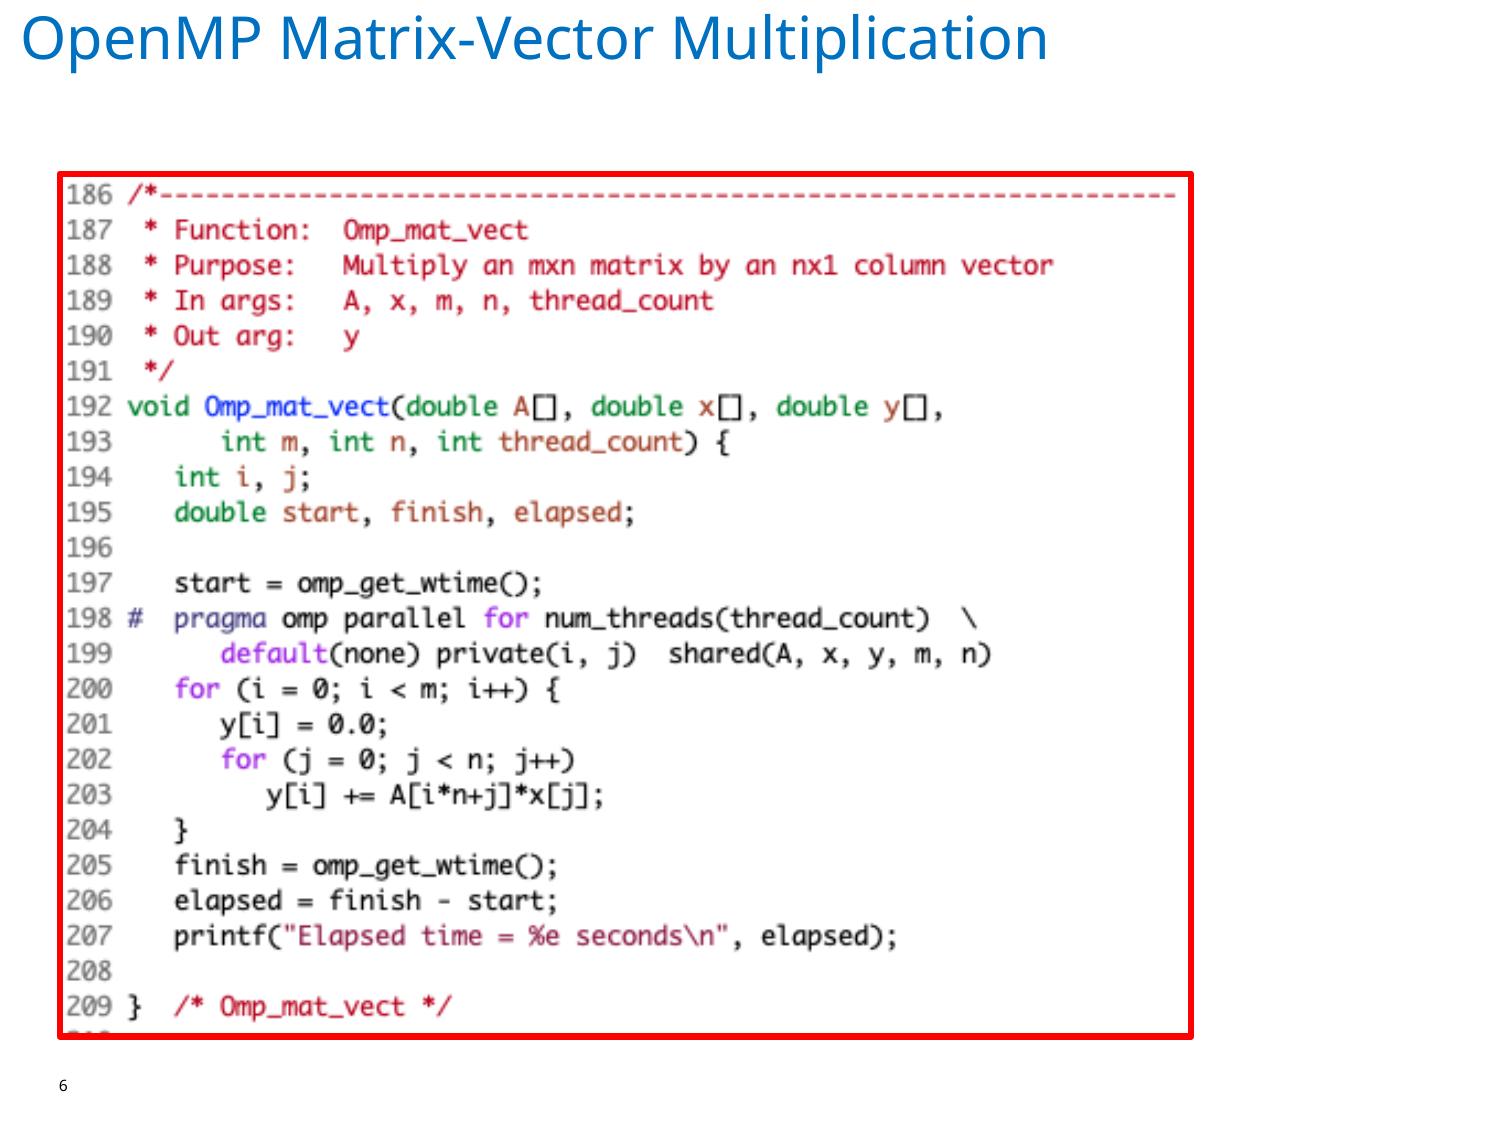 OpenMP Matrix-Vector Multiplication
186 /*------------------------------------------------------------------
187  * Function:  Omp_mat_vect
188  * Purpose:   Multiply an mxn matrix by an nx1 column vector
189  * In args:   A, x, m, n, thread_count
190  * Out arg:   y
191  */
192 void Omp_mat_vect(double A[], double x[], double y[],
193       int m, int n, int thread_count) {
194    int i, j;
195    double start, finish, elapsed;
196
197    start = omp_get_wtime();
198 #  pragma omp parallel for num_threads(thread_count)  \
199       default(none) private(i, j)  shared(A, x, y, m, n)
200    for (i = 0; i < m; i++) {
201       y[i] = 0.0;
202       for (j = 0; j < n; j++)
203          y[i] += A[i*n+j]*x[j];
204    }
205    finish = omp_get_wtime();
206    elapsed = finish - start;
207    printf("Elapsed time = %e seconds\n", elapsed);
208
209 }  /* Omp_mat_vect */
6